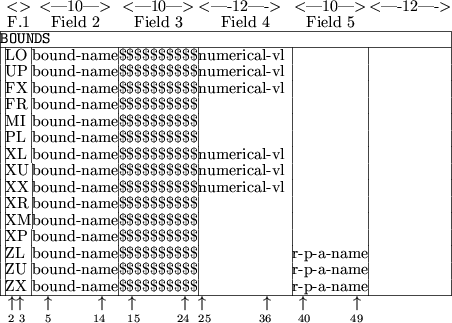 <> <—10—> <—10—> <—-12—-> <—10—> <—-12—->
F.1 Field 2 Field 3 Field 4 Field 5
BOUNDS
LO bound-name $$$$$$$$$$ numerical-vl
UP bound-name $$$$$$$$$$ numerical-vl
FX bound-name $$$$$$$$$$ numerical-vl
FR bound-name $$$$$$$$$$
MI bound-name $$$$$$$$$$
PL bound-name $$$$$$$$$$
XL bound-name $$$$$$$$$$ numerical-vl
XU bound-name $$$$$$$$$$ numerical-vl
XX bound-name $$$$$$$$$$ numerical-vl
XR bound-name $$$$$$$$$$
XM bound-name $$$$$$$$$$
XP bound-name $$$$$$$$$$
ZL bound-name $$$$$$$$$$ r-p-a-name
ZU bound-name $$$$$$$$$$ r-p-a-name
ZX bound-name $$$$$$$$$$ r-p-a-name
↑↑ ↑ ↑ ↑ ↑ ↑ ↑ ↑ ↑
2 3 5 14 15 24 25 36 40 49